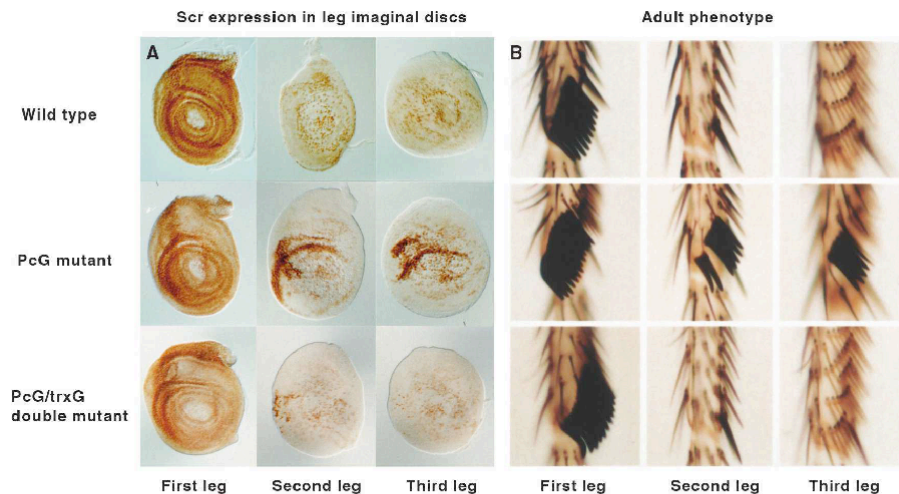 Scr expression in leg imaginal discs
Adult phenotype
A
B
Wild type
PcG mutant
PcG/trxG
double mutant
First leg
Second leg
Third leg
First leg
Second leg
Third leg